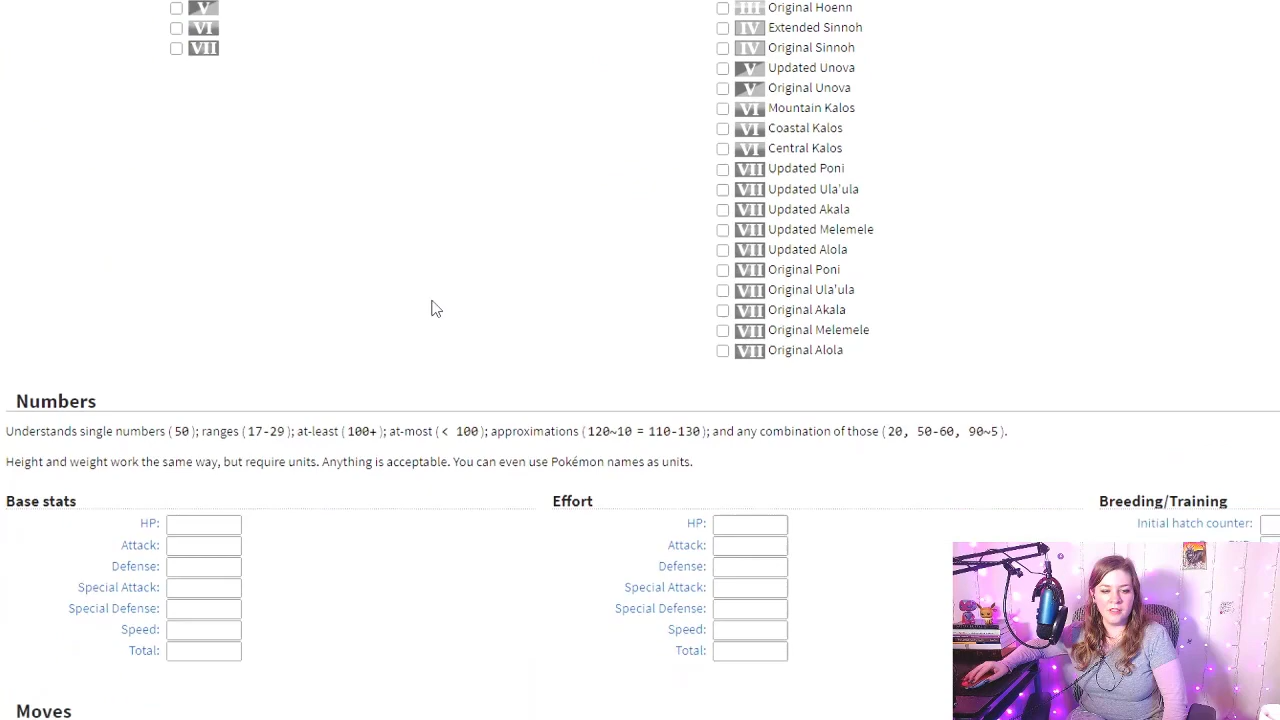 V
VI
VII
III Original Hoenn
IV Extended Sinnoh
IV Original Sinnoh
V Updated Unova
V Original Unova
VI Mountain Kalos
VI Coastal Kalos
VI Central Kalos
VII Updated Poni
VII Updated Ula'ula
VII Updated Akala
VII Updated Melemele
VII Updated Alola
VII Original Poni
VII Original Ula'ula
VII Original Akala
VII Original Melemele
VII Original Alola
Numbers
Understands single numbers (50); ranges (17-29); at-least (100+); at-most (< 100); approximations (120~10 = 110-130); and any combination of those (20, 50-60, 90~5).
Height and weight work the same way, but require units. Anything is acceptable. You can even use Pokémon names as units.
Base stats
HP:
Attack:
Defense:
Special Attack:
Special Defense:
Speed:
Total:
Effort
HP:
Attack:
Defense:
Special Attack:
Special Defense:
Speed:
Total:
Breeding/Training
Initial hatch counter:
Moves